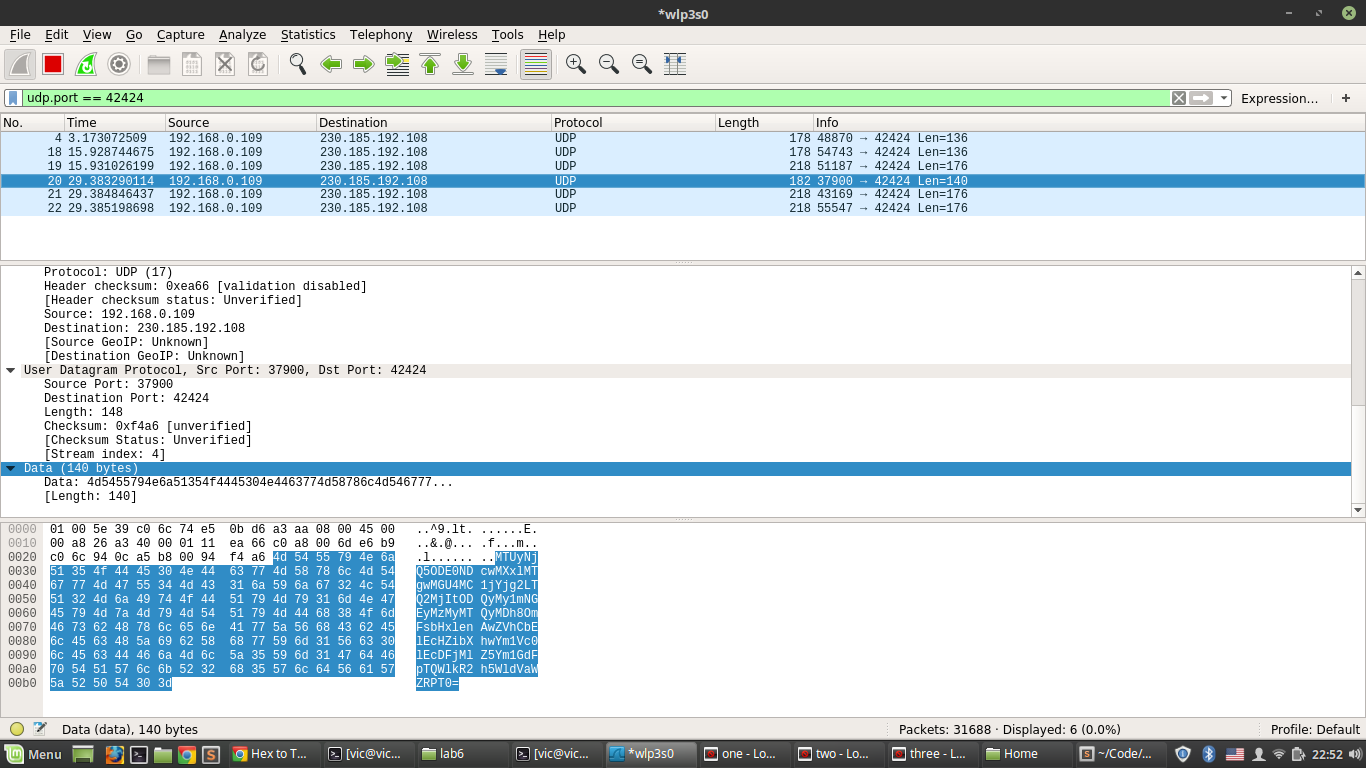 *wlp3s0
File Edit View Go Capture Analyze Statistics Telephony Wireless Tools Help
udp.port == 42424 Expression... +
No. Time Source Destination Protocol Length Info
4 3.173072509 192.168.0.109 230.185.192.108 UDP 178 48870 → 42424 Len=136
18 15.928744675 192.168.0.109 230.185.192.108 UDP 178 54743 → 42424 Len=136
19 15.931026199 192.168.0.109 230.185.192.108 UDP 218 51187 → 42424 Len=176
20 29.383290114 192.168.0.109 230.185.192.108 UDP 182 37900 → 42424 Len=140
21 29.384846437 192.168.0.109 230.185.192.108 UDP 218 43169 → 42424 Len=176
22 29.385198698 192.168.0.109 230.185.192.108 UDP 218 55547 → 42424 Len=176
Protocol: UDP (17)
Header checksum: 0xea66 [validation disabled]
[Header checksum status: Unverified]
Source: 192.168.0.109
Destination: 230.185.192.108
[Source GeoIP: Unknown]
[Destination GeoIP: Unknown]
User Datagram Protocol, Src Port: 37900, Dst Port: 42424
Source Port: 37900
Destination Port: 42424
Length: 148
Checksum: 0xf4a6 [unverified]
[Checksum Status: Unverified]
[Stream index: 4]
Data (140 bytes)
Data: 4d5455794e6a51354f4445304e4463774d58786c4d546777...
[Length: 140]
0000 01 00 5e 39 c0 6c 74 e5 0b d6 a3 aa 08 00 45 00 ..^9.lt. ......E.
0010 00 a8 26 a3 40 00 01 11 ea 66 c0 a8 00 6d e6 b9 ..&.@... .f...m..
0020 c0 6c 94 0c a5 b8 00 94 f4 a6 4d 54 55 79 4e 6a .l...... ..MTUyNj
0030 51 35 4f 44 45 30 4e 44 63 77 4d 58 78 6c 4d 54 Q5ODE0ND cwMXxlMT
0040 67 77 4d 47 55 34 4d 43 31 6a 59 6a 67 32 4c 54 gwMGU4MC 1jYjg2LT
0050 51 32 4d 6a 49 74 4f 44 51 79 4d 79 31 6d 4e 47 Q2MjItOD QyMy1mNG
0060 45 79 4d 7a 4d 79 4d 54 51 79 4d 44 68 38 4f 6d EyMzMyMT QyMDh8Om
0070 46 73 62 48 78 6c 65 6e 41 77 5a 56 68 43 62 45 FsbHxlen AwZVhCbE
0080 6c 45 63 48 5a 69 62 58 68 77 59 6d 31 56 63 30 lEcHZibX hwYm1Vc0
0090 6c 45 63 44 46 6a 4d 6c 5a 35 59 6d 31 47 64 46 lEcDFjMl Z5Ym1GdF
00a0 70 54 51 57 6c 6b 52 32 68 35 57 6c 64 56 61 57 pTQWlkR2 h5WldVaW
00b0 5a 52 50 54 30 3d ZRPT0=
Data (data), 140 bytes Packets: 31688 · Displayed: 6 (0.0%) Profile: Default
Menu Hex to T... [vic@vic... lab6 [vic@vic... *wlp3s0 one - Lo... two - Lo... three - L... Home ~/Code/... 22:52